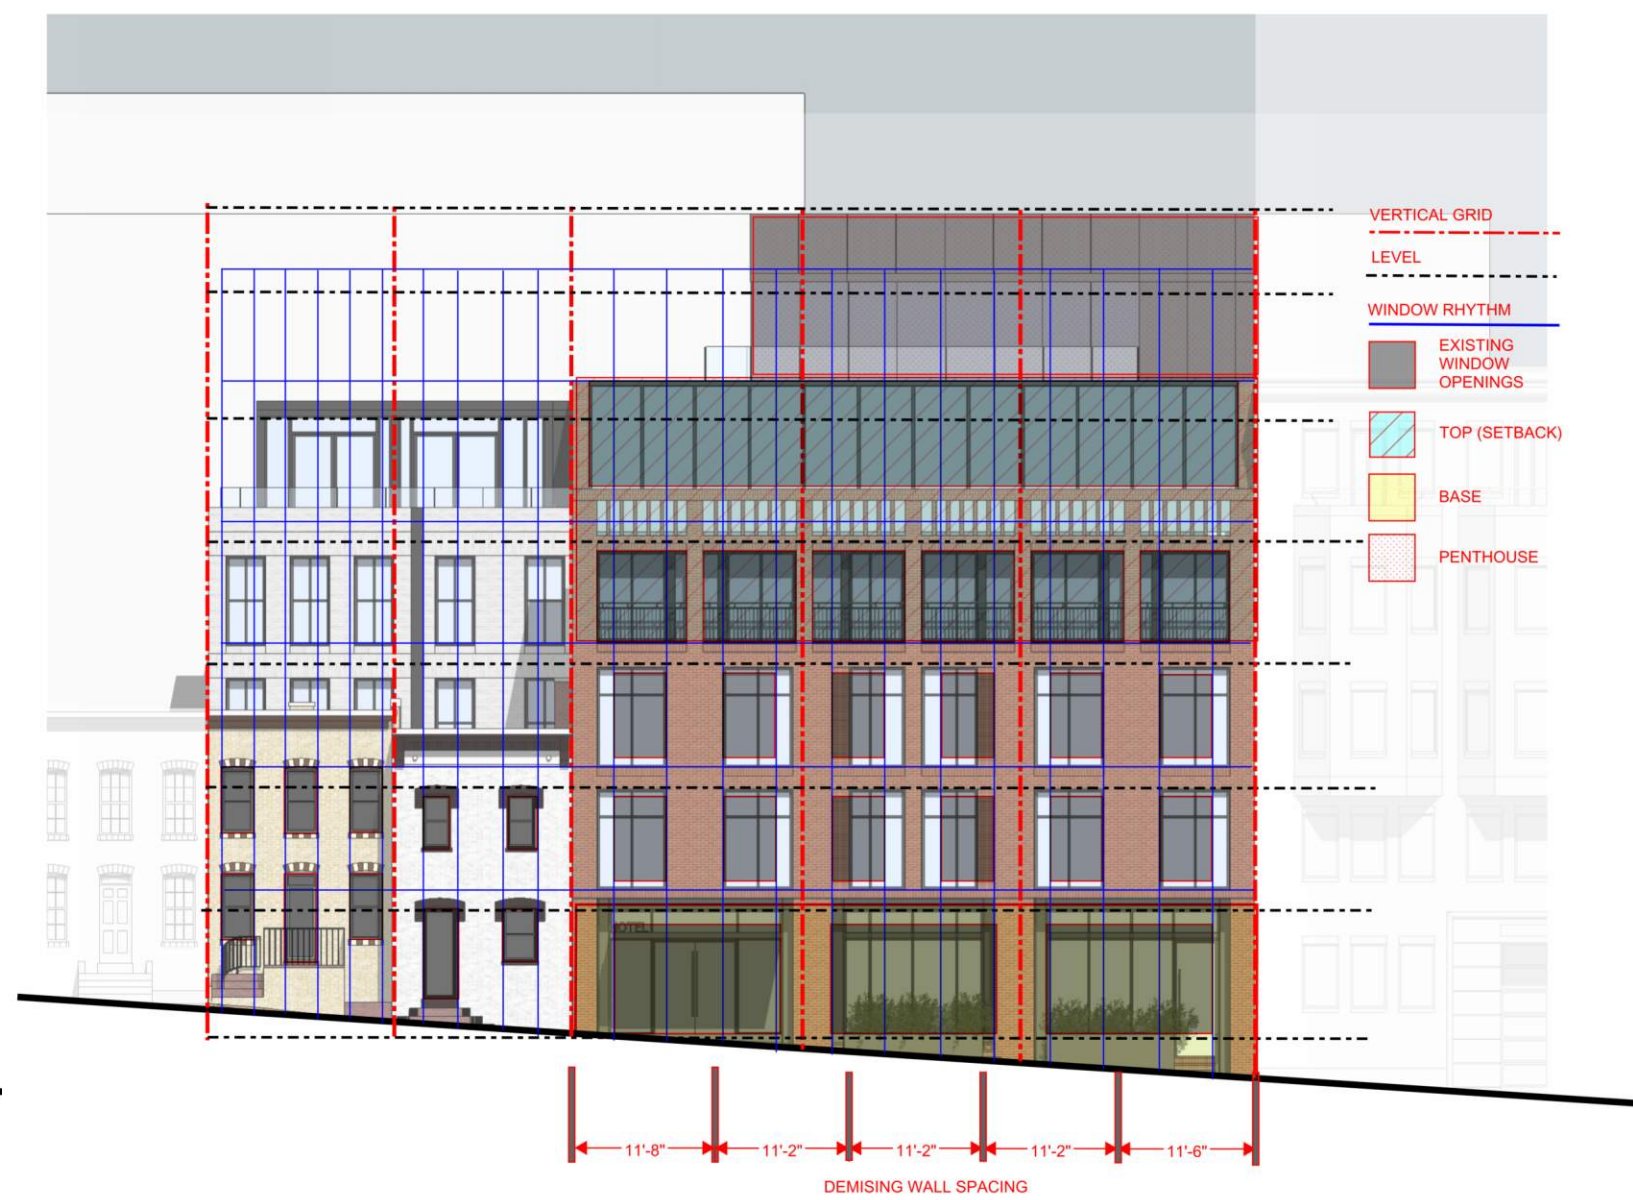 VERTICAL GRID
LEVEL
WINDOW RHYTHM
EXISTING
WINDOW
OPENINGS
TOP (SETBACK)
BASE
PENTHOUSE
HOTEL
11'-8"
11'-2"
11'-2"
11'-2"
11'-6"
DEMISING WALL SPACING